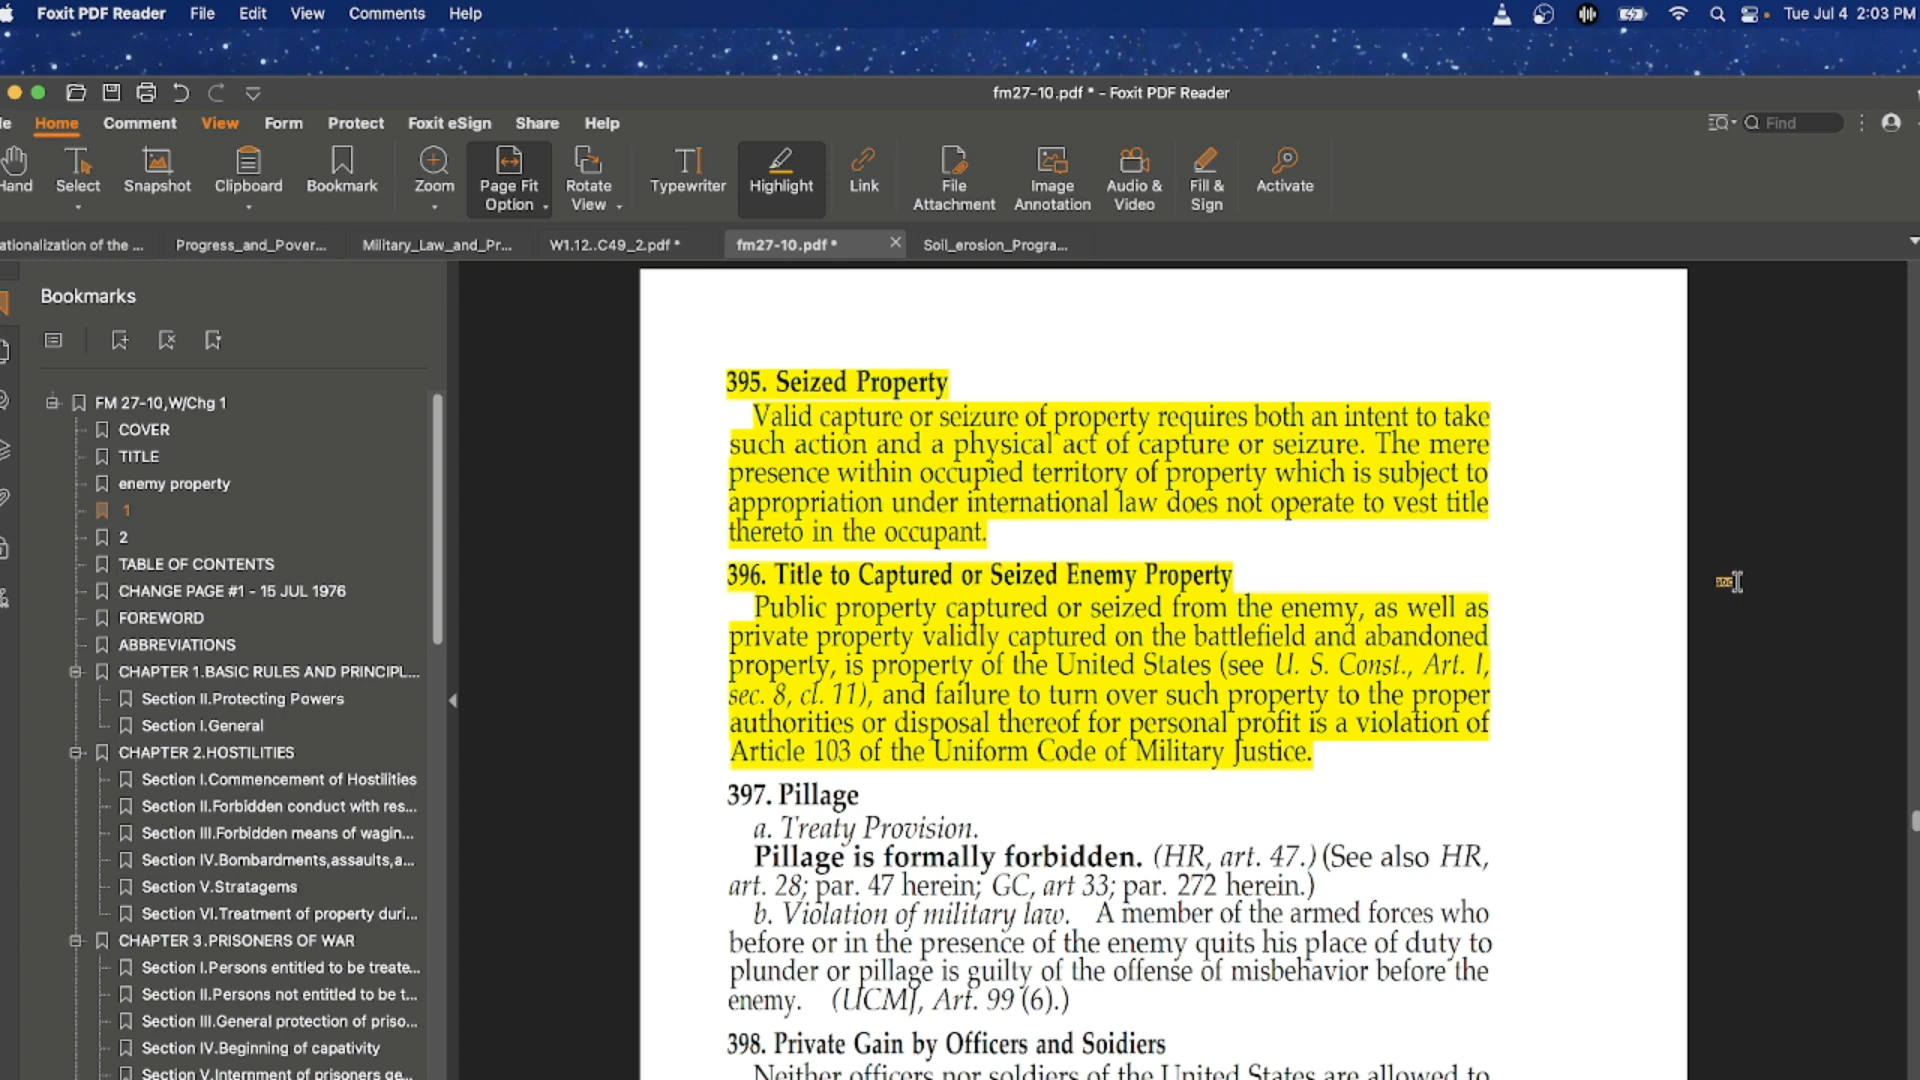 Foxit PDF Reader File Edit View Comments Help Tue Jul 4 2:03 PM
fm27-10.pdf * - Foxit PDF Reader
Home Comment View Form Protect Foxit eSign Share Help Find
Hand Select Snapshot Clipboard Bookmark Zoom Page Fit Option Rotate View Typewriter Highlight Link File Attachment Image Annotation Audio & Video Fill & Sign Activate
ationalization of the ... Progress_and_Pover... Military_Law_and_Pr... W1.12..C49_2.pdf * fm27-10.pdf * Soil_erosion_Progra...
Bookmarks
FM 27-10,W/Chg 1
COVER
TITLE
enemy property
1
2
TABLE OF CONTENTS
CHANGE PAGE #1 - 15 JUL 1976
FOREWORD
ABBREVIATIONS
CHAPTER 1.BASIC RULES AND PRINCIPL...
Section II.Protecting Powers
Section I.General
CHAPTER 2.HOSTILITIES
Section I.Commencement of Hostilities
Section II.Forbidden conduct with res...
Section III.Forbidden means of wagin...
Section IV.Bombardments,assaults,a...
Section V.Stratagems
Section VI.Treatment of property duri...
CHAPTER 3.PRISONERS OF WAR
Section I.Persons entitled to be treate...
Section II.Persons not entitled to be t...
Section III.General protection of priso...
Section IV.Beginning of capativity
Section V.Internment of prisoners ge...
395. Seized Property
Valid capture or seizure of property requires both an intent to take
such action and a physical act of capture or seizure. The mere
presence within occupied territory of property which is subject to
appropriation under international law does not operate to vest title
thereto in the occupant.
396. Title to Captured or Seized Enemy Property
Public property captured or seized from the enemy, as well as
private property validly captured on the battlefield and abandoned
property, is property of the United States (see U. S. Const., Art. I,
sec. 8, cl. 11), and failure to turn over such property to the proper
authorities or disposal thereof for personal profit is a violation of
Article 103 of the Uniform Code of Military Justice.
397. Pillage
a. Treaty Provision.
Pillage is formally forbidden. (HR, art. 47.) (See also HR,
art. 28; par. 47 herein; GC, art 33; par. 272 herein.)
b. Violation of military law. A member of the armed forces who
before or in the presence of the enemy quits his place of duty to
plunder or pillage is guilty of the offense of misbehavior before the
enemy. (UCMJ, Art. 99 (6).)
398. Private Gain by Officers and Soidiers
Neither officers nor soldiers of the United States are allowed to